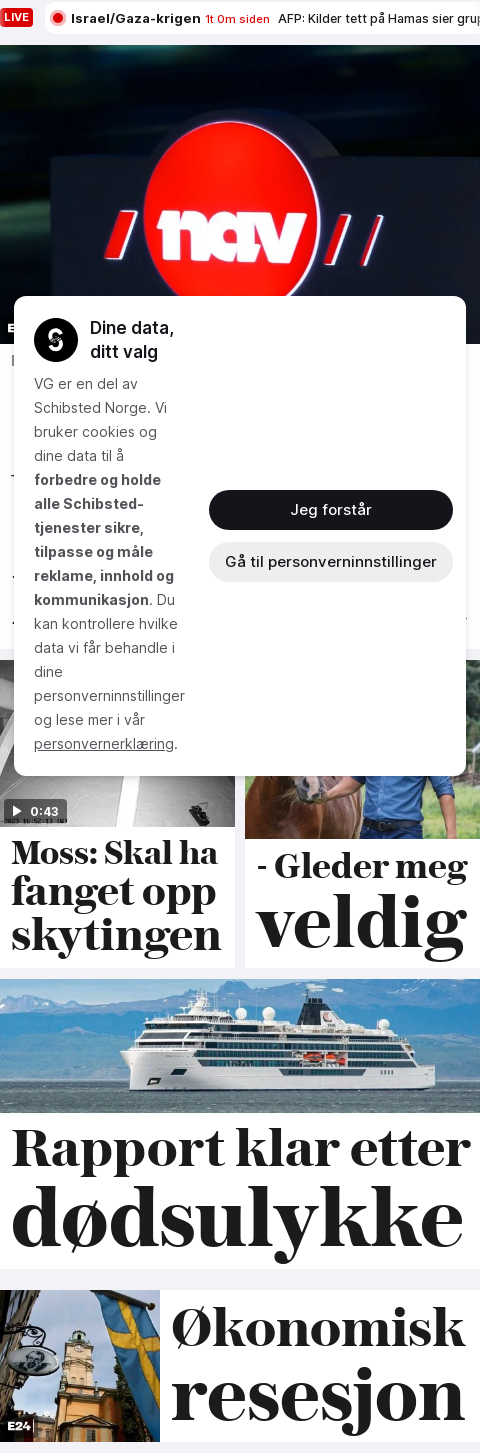 LIVE
Israel/Gaza-krigen 1t 0m siden AFP: Kilder tett på Hamas sier
nav
Dine data,
ditt valg
VG er en del av
Schibsted Norge. Vi
bruker cookies og
dine data til å
forbedre og holde
alle Schibsted-
tjenester sikre,
tilpasse og måle
reklame, innhold og
kommunikasjon. Du
kan kontrollere hvilke
data vi får behandle i
dine
personverninnstillinger
og lese mer i vår
personvernerklæring.
Jeg forstår
Gå til personverninnstillinger
0:43
Moss: Skal ha
fanget opp
skytingen
- Gleder meg
veldig
Rapport klar etter
dødsulykke
E24
Økonomisk
resesjon